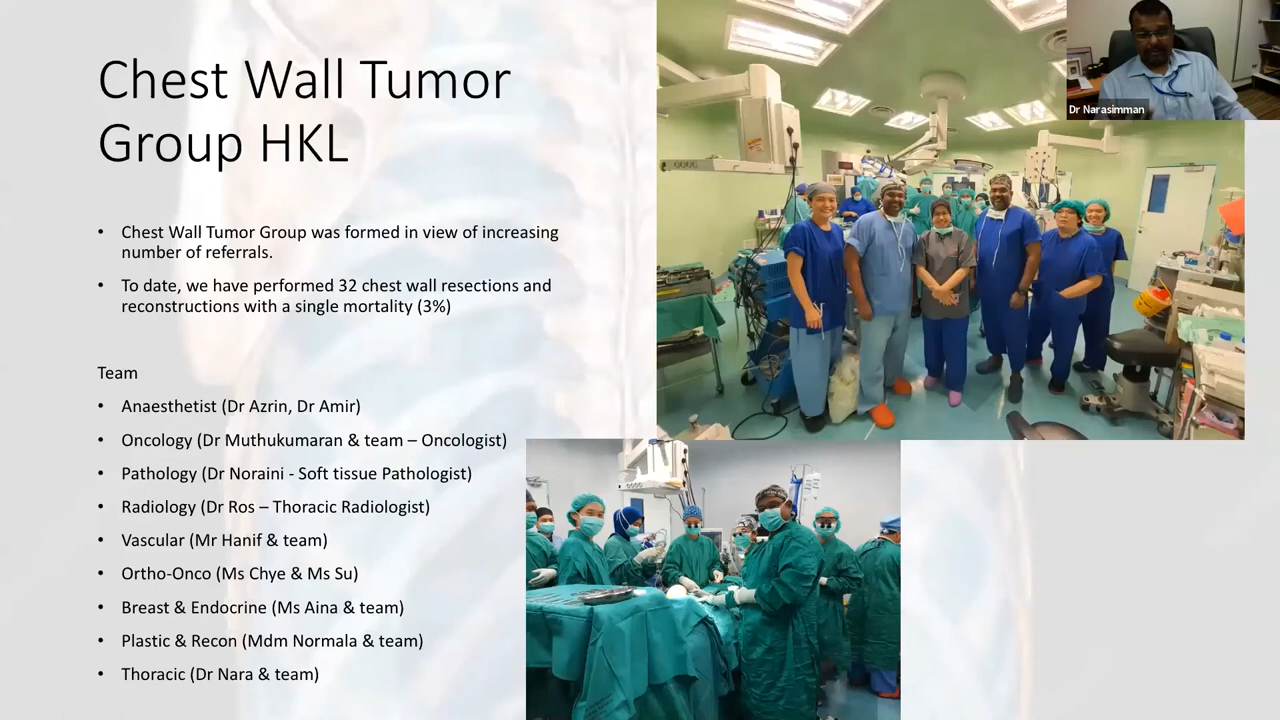 Chest Wall Tumor
Group HKL
• Chest Wall Tumor Group was formed in view of increasing
number of referrals.
• To date, we have performed 32 chest wall resections and
reconstructions with a single mortality (3%)
Team
• Anaesthetist (Dr Azrin, Dr Amir)
• Oncology (Dr Muthukumaran & team – Oncologist)
• Pathology (Dr Noraini - Soft tissue Pathologist)
• Radiology (Dr Ros – Thoracic Radiologist)
• Vascular (Mr Hanif & team)
• Ortho-Onco (Ms Chye & Ms Su)
• Breast & Endocrine (Ms Aina & team)
• Plastic & Recon (Mdm Normala & team)
• Thoracic (Dr Nara & team)
Dr Narasimman